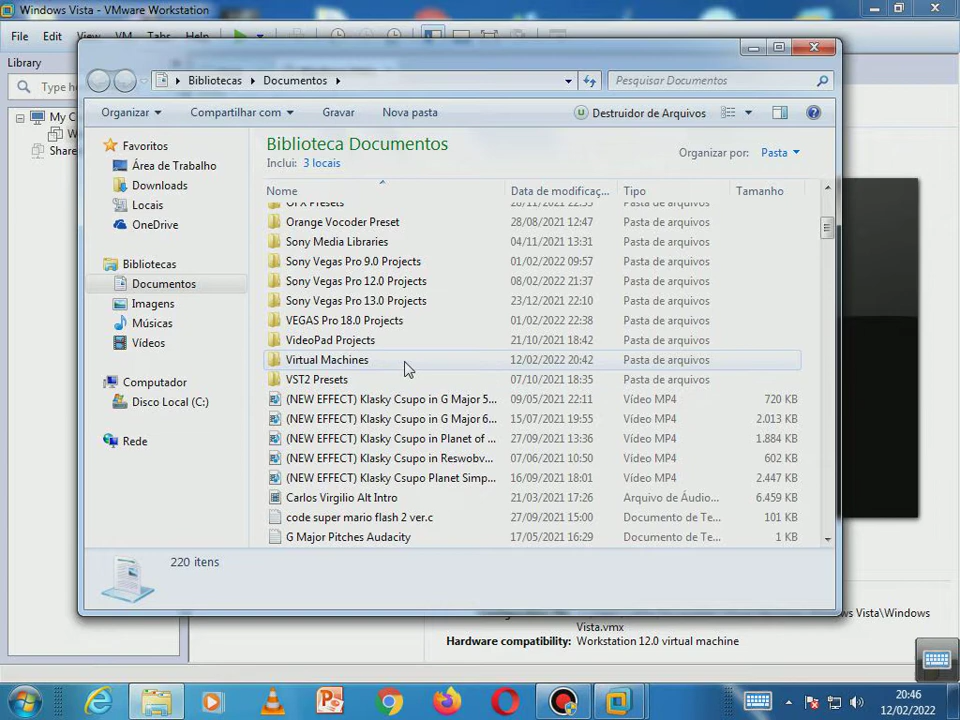 Windows Vista - VMware Workstation
File Edit View VM Tabs Help
Library
Type he
My C
W
Share
Bibliotecas Documentos
Pesquisar Documentos
Organizar Compartilhar com Gravar Nova pasta Destruidor de Arquivos
Favoritos
Área de Trabalho
Downloads
Locais
OneDrive
Bibliotecas
Documentos
Imagens
Músicas
Vídeos
Computador
Disco Local (C:)
Rede
Biblioteca Documentos
Inclui: 3 locais
Organizar por: Pasta
Nome Data de modificaç... Tipo Tamanho
OFX Presets 28/11/2021 22:55 Pasta de arquivos
Orange Vocoder Preset 28/08/2021 12:47 Pasta de arquivos
Sony Media Libraries 04/11/2021 13:31 Pasta de arquivos
Sony Vegas Pro 9.0 Projects 01/02/2022 09:57 Pasta de arquivos
Sony Vegas Pro 12.0 Projects 08/02/2022 21:37 Pasta de arquivos
Sony Vegas Pro 13.0 Projects 23/12/2021 22:10 Pasta de arquivos
VEGAS Pro 18.0 Projects 01/02/2022 22:38 Pasta de arquivos
VideoPad Projects 21/10/2021 18:42 Pasta de arquivos
Virtual Machines 12/02/2022 20:42 Pasta de arquivos
VST2 Presets 07/10/2021 18:35 Pasta de arquivos
(NEW EFFECT) Klasky Csupo in G Major 5... 09/05/2021 22:11 Vídeo MP4 720 KB
(NEW EFFECT) Klasky Csupo in G Major 6... 15/07/2021 19:55 Vídeo MP4 2.013 KB
(NEW EFFECT) Klasky Csupo in Planet of ... 27/09/2021 13:36 Vídeo MP4 1.884 KB
(NEW EFFECT) Klasky Csupo in Reswobv... 07/06/2021 10:50 Vídeo MP4 602 KB
(NEW EFFECT) Klasky Csupo Planet Simp... 16/09/2021 18:01 Vídeo MP4 2.447 KB
Carlos Virgilio Alt Intro 21/03/2021 17:26 Arquivo de Áudio... 6.459 KB
code super mario flash 2 ver.c 27/09/2021 15:00 Documento de Te... 101 KB
G Major Pitches Audacity 17/05/2021 16:29 Documento de Te... 1 KB
220 itens
s Vista\Windows
Vista.vmx
Hardware compatibility: Workstation 12.0 virtual machine
20:46
12/02/2022